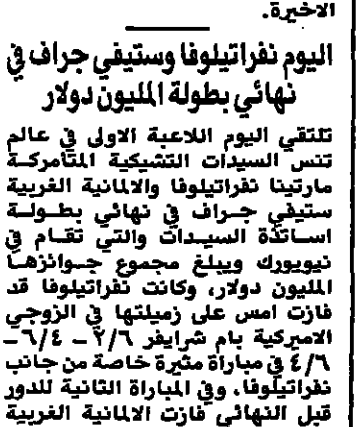 الاخيرة.
اليوم نفراتيلوفا وستيفي جراف في
نهائي بطولة المليون دولار
تلتقي اليوم اللاعبة الاولى في عالم
تنس السيدات التشيكية المتامركة
مارتينا نفراتيلوفا والالمانية الغربية
ستيفي جراف في نهائي بطولة
اساتذة السيدات والتي تقام في
نيويورك ويبلغ مجموع جوائزها
المليون دولار، وكانت نفراتيلوفا قد
فازت امس على زميلتها في الزوجي
الاميركية بام شرايفر ٢/٦ - ٦/٤ -
٤/٦ في مباراة مثيرة خاصة من جانب
نفراتيلوفا، وفي المباراة الثانية للدور
قبل النهائي فازت الالمانية الغربية